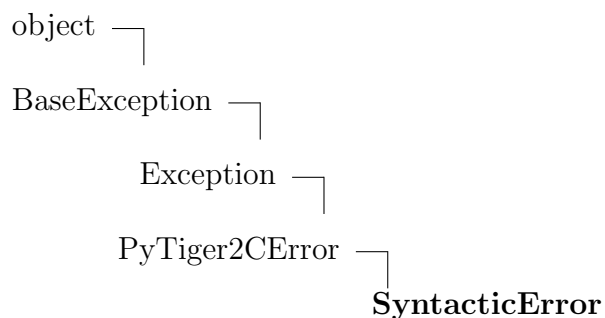 object
BaseException
Exception
PyTiger2CError
SyntacticError